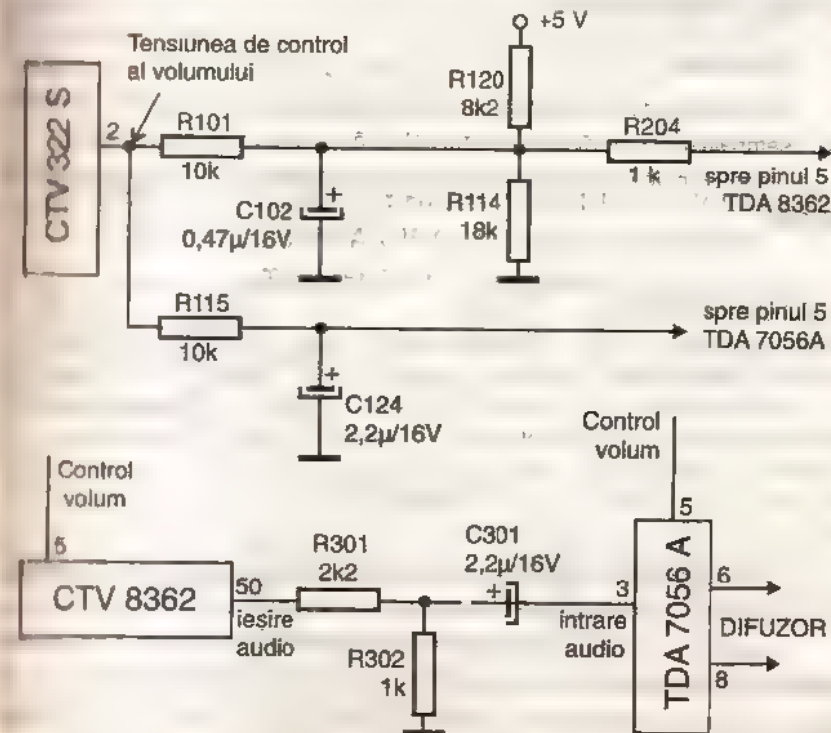 +5 V
Tensiunea de control
al volumului
CTV 322 S
2
R101
10k
R120
8k2
R204
1 k
spre pinul 5
TDA 8362
C102
0,47µ/16V
+
R114
18k
R115
10k
spre pinul 5
TDA 7056A
+
C124
2,2µ/16V
Control
volum
5
CTV 8362
50
ieşire
audio
R301
2k2
R302
1k
C301
2,2µ/16V
+
Control
volum
5
3
intrare
audio
TDA 7056 A
6
DIFUZOR
8